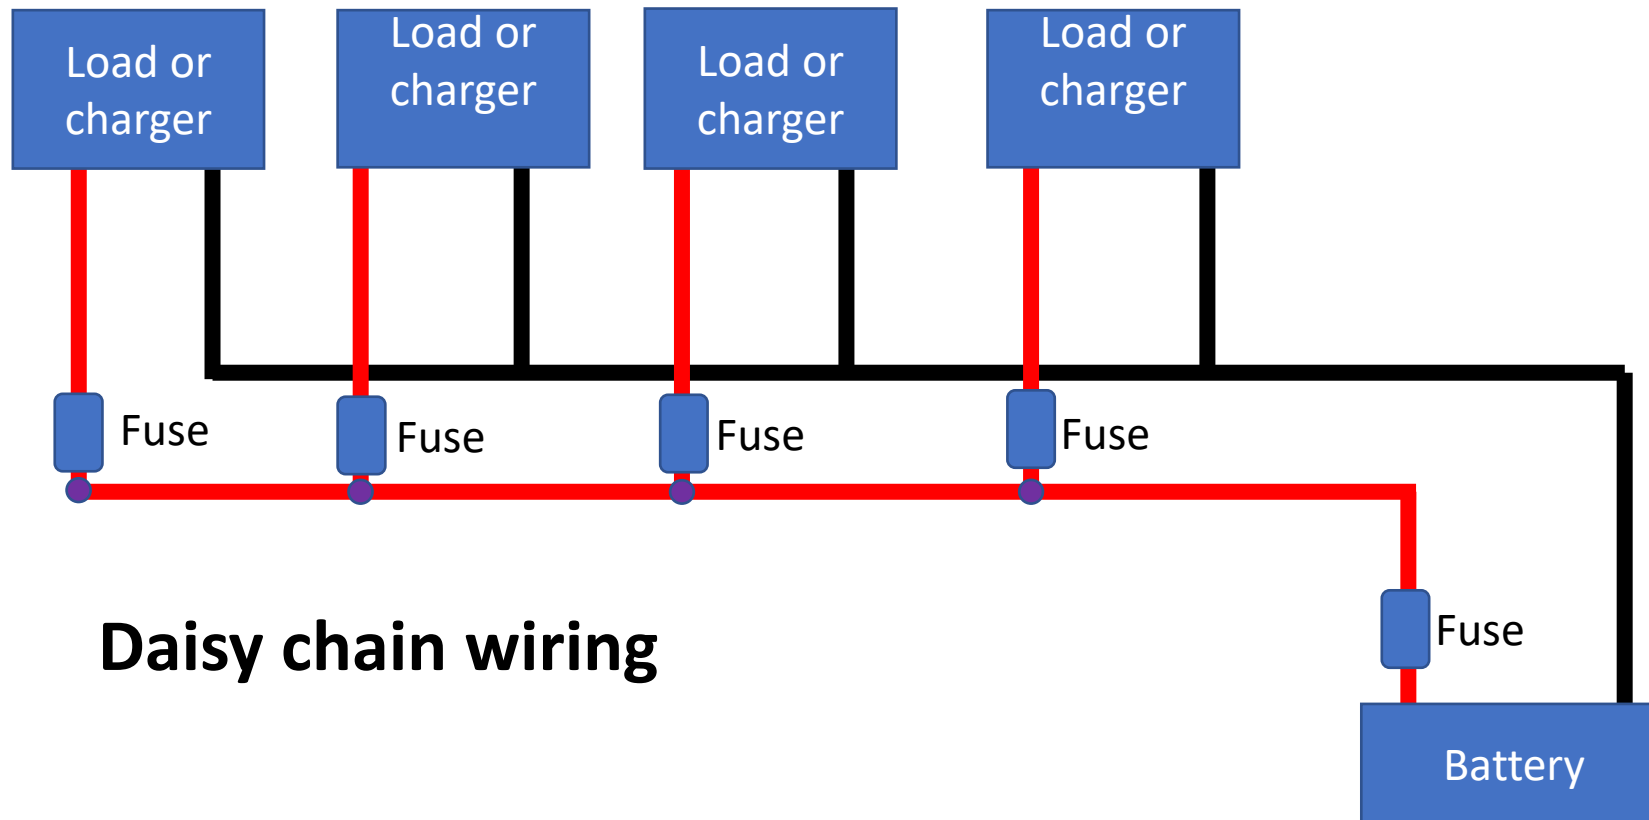 Load or
charger
Load or
charger
Load or
charger
Load or
charger
Fuse
Fuse
Fuse
Fuse
Daisy chain wiring
Fuse
Battery